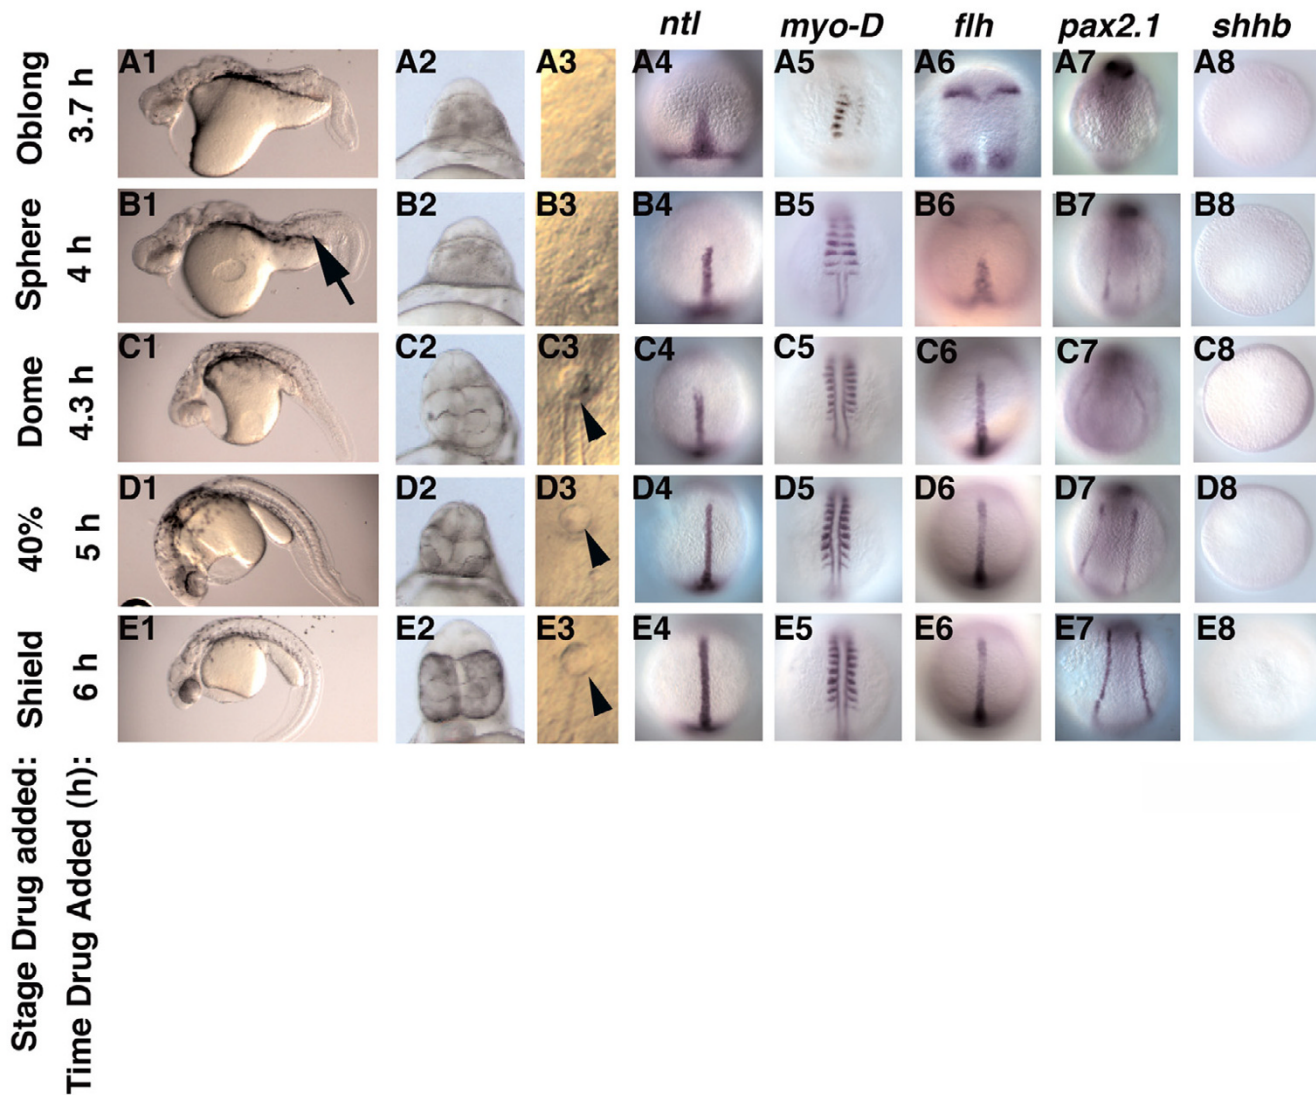 ntl myo-D flh pax2.1 shhb
Oblong 3.7 h A1 A2 A3 A4 A5 A6 A7 A8
Sphere 4 h B1 B2 B3 B4 B5 B6 B7 B8
Dome 4.3 h C1 C2 C3 C4 C5 C6 C7 C8
40% 5 h D1 D2 D3 D4 D5 D6 D7 D8
Shield 6 h E1 E2 E3 E4 E5 E6 E7 E8
Stage Drug added:
Time Drug Added (h):